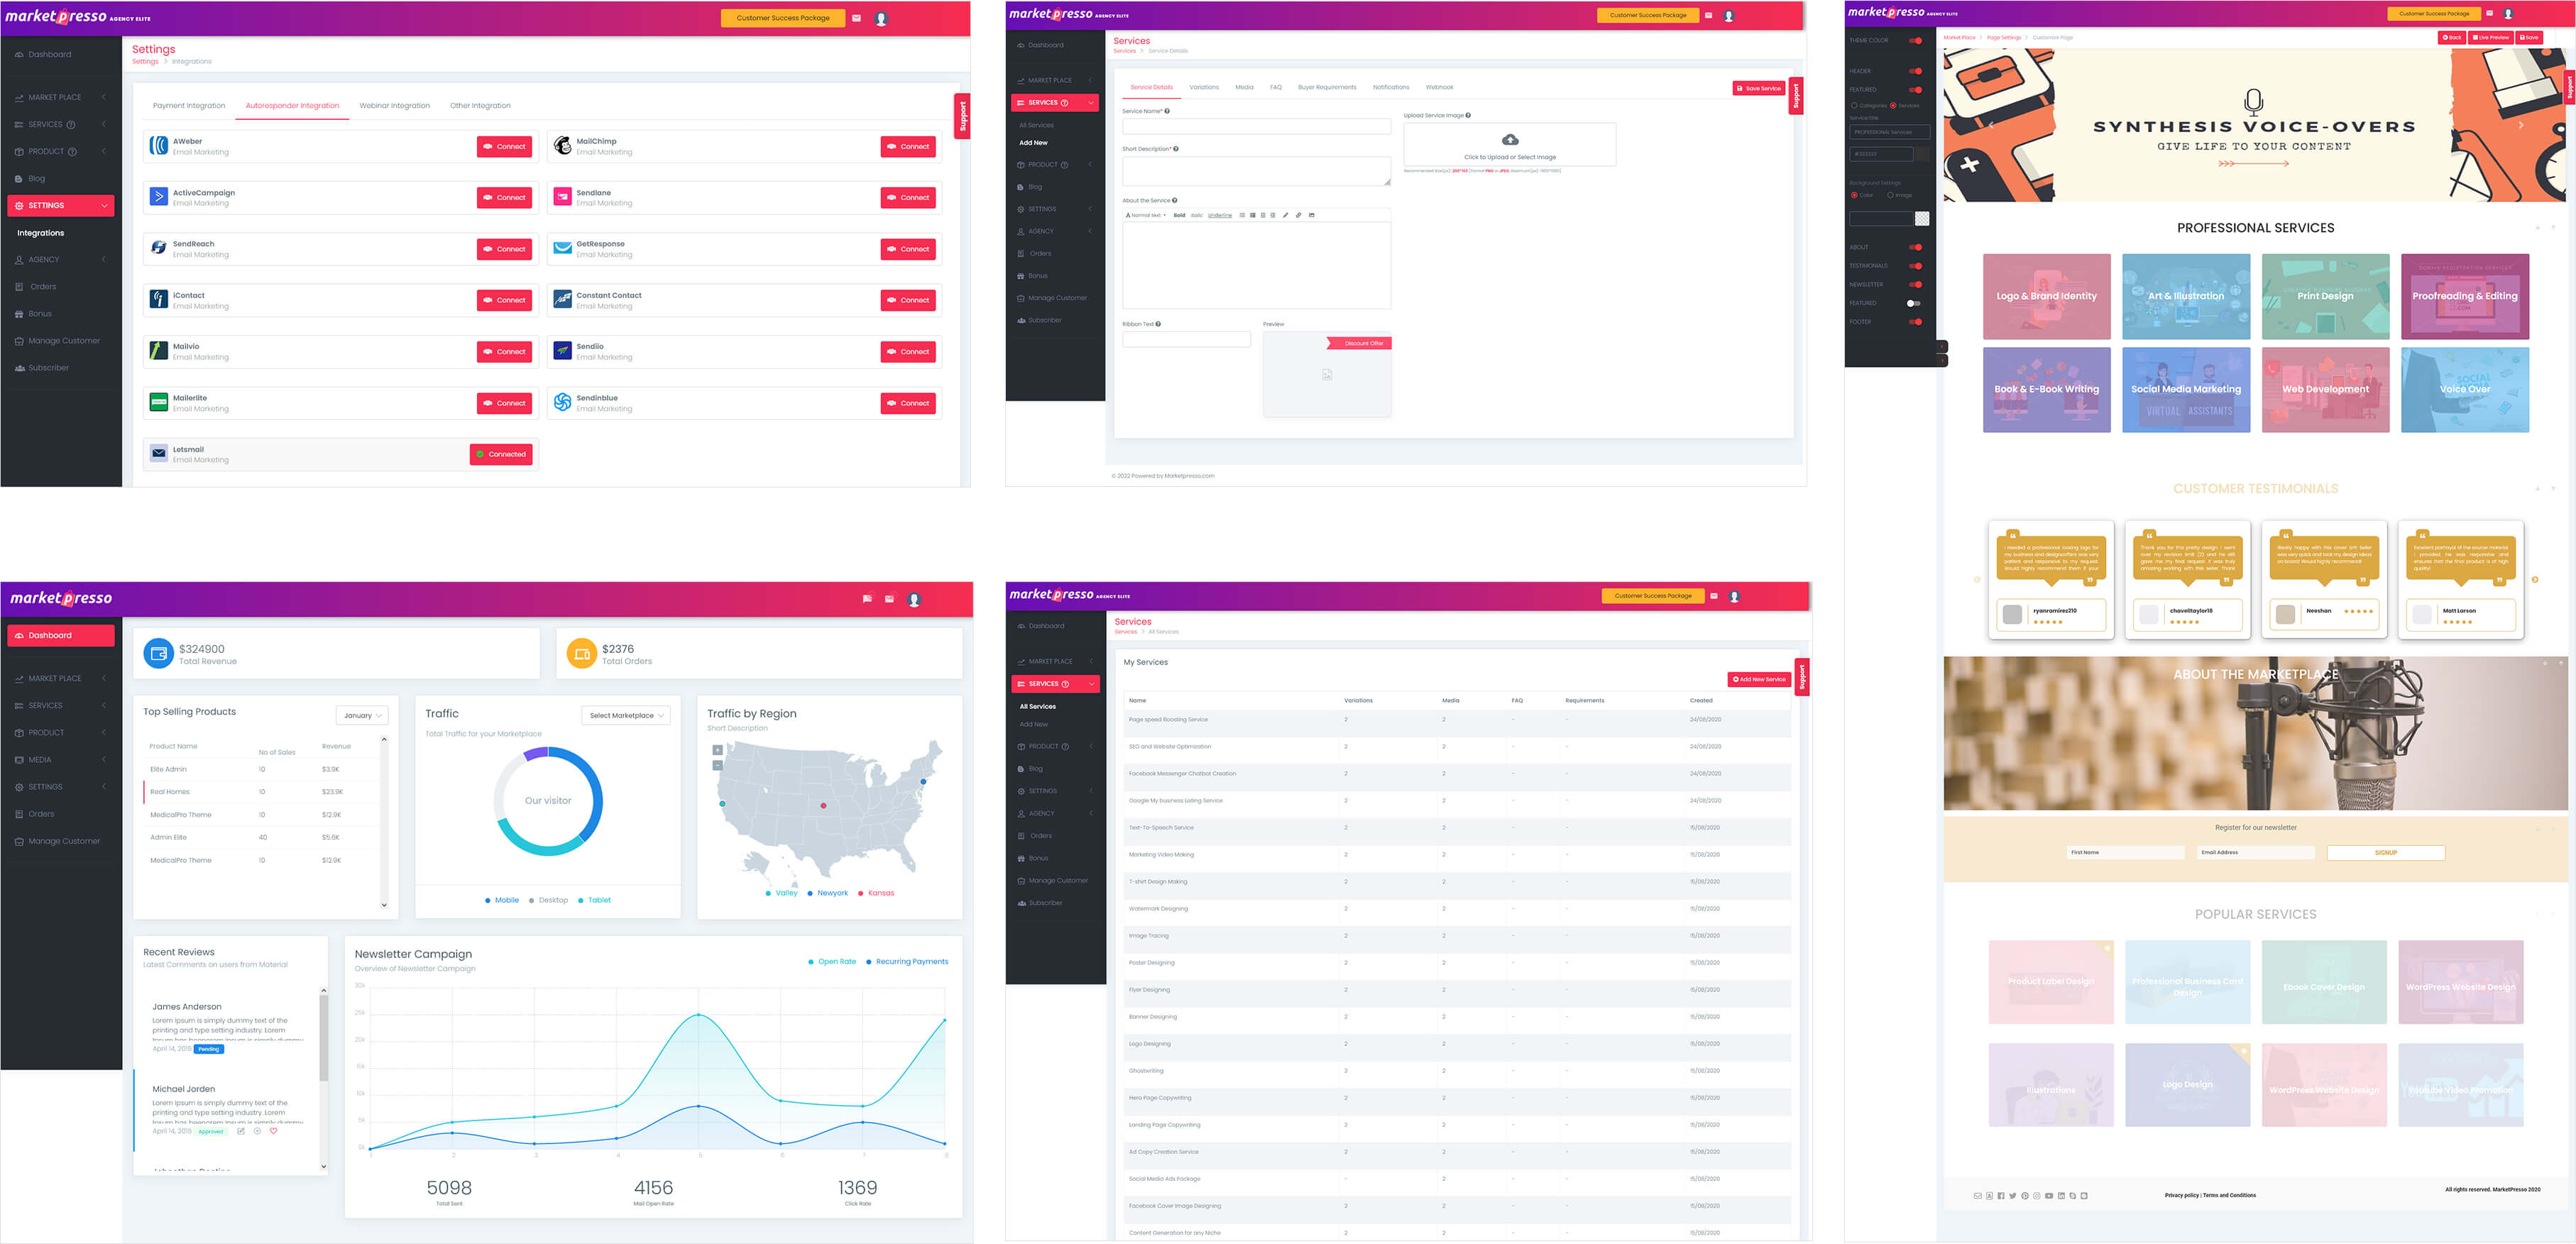 marketpresso AGENCY ELITE
Customer Success Package
Dashboard
MARKET PLACE
SERVICES
PRODUCT
Blog
SETTINGS
Integrations
AGENCY
Orders
Bonus
Manage Customer
Subscriber
Settings
Settings > Integrations
Payment Integration Autoresponder Integration Webinar Integration Other Integration
Support
AWeber
Email Marketing
Connect
MailChimp
Email Marketing
Connect
ActiveCampaign
Email Marketing
Connect
Sendlane
Email Marketing
Connect
SendReach
Email Marketing
Connect
GetResponse
Email Marketing
Connect
iContact
Email Marketing
Connect
Constant Contact
Email Marketing
Connect
Mailvio
Email Marketing
Connect
Sendiio
Email Marketing
Connect
Mailerlite
Email Marketing
Connect
Sendinblue
Email Marketing
Connect
Letsmail
Email Marketing
Connected
marketpresso AGENCY ELITE
Customer Success Package
Dashboard
MARKET PLACE
SERVICES
All Services
Add New
PRODUCT
Blog
SETTINGS
AGENCY
Orders
Bonus
Manage Customer
Subscriber
Services
Services > Service Details
Service Details Variations Media FAQ Buyer Requirements Notifications Webhook
Save Service
Support
Service Name*
Upload Service Image
Click to Upload or Select Image
Short Description*
About the Service
Normal text Bold Italic Underline
Ribbon Text
Preview
Discount Offer
© 2022 Powered by Marketpresso.com
marketpresso AGENCY ELITE
Customer Success Package
THEME COLOR
HEADER
FEATURED
Categories Services
Service title
PROFESSIONAL Services
Background Settings
Color Image
ABOUT
TESTIMONIALS
NEWSLETTER
FEATURED
FOOTER
Market Place > Page Settings > Customize Page
Back Live Preview Save
Support
SYNTHESIS VOICE-OVERS
GIVE LIFE TO YOUR CONTENT
PROFESSIONAL SERVICES
Logo & Brand Identity
Art & Illustration
Print Design
Proofreading & Editing
Book & E-Book Writing
Social Media Marketing
VIRTUAL ASSISTANTS
Web Development
Voice Over
CUSTOMER TESTIMONIALS
ryanramirez210
chaveltaylor18
Neeshan
Matt Larson
ABOUT THE MARKETPLACE
Register for our newsletter
First Name
Email Address
SIGNUP
POPULAR SERVICES
Product Label Design
Professional Business Card
Design
Ebook Cover Design
WordPress Website Design
Illustrations
Logo Design
WordPress Website Design
Youtube Video Promotion
Privacy policy | Terms and Conditions
All rights reserved. MarketPresso 2020
marketpresso
Dashboard
MARKET PLACE
SERVICES
PRODUCT
MEDIA
SETTINGS
Orders
Manage Customer
$324900
Total Revenue
$2376
Total Orders
Top Selling Products
January
Product Name No of Sales Revenue
Elite Admin 10 $3.9K
Real Homes 10 $23.9K
MedicalPro Theme 10 $12.9K
Admin Elite 40 $5.6K
MedicalPro Theme 10 $12.9K
Traffic
Select Marketplace
Total Traffic for your Marketplace
Our visitor
Mobile Desktop Tablet
Traffic by Region
Short Description
Valley Newyork Kansas
Recent Reviews
Latest Comments on users from Material
James Anderson
Lorem Ipsum is simply dummy text of the
printing and type setting industry. Lorem
April 14, 2016 Pending
Michael Jorden
Lorem Ipsum is simply dummy text of the
printing and type setting industry. Lorem
April 14, 2016 Approved
Newsletter Campaign
Overview of Newsletter Campaign
Open Rate Recurring Payments
30k
25k
20k
15k
10k
5k
0k
1 2 3 4 5 6 7 8
5098
Total Sent
4156
Mail Open Rate
1369
Click Rate
marketpresso AGENCY ELITE
Customer Success Package
Dashboard
MARKET PLACE
SERVICES
All Services
Add New
PRODUCT
Blog
SETTINGS
AGENCY
Orders
Bonus
Manage Customer
Subscriber
Services
Services > All Services
My Services
Add New Service
Support
Name Variations Media FAQ Requirements Created
Page speed Boosting Service 2 2 - - 24/08/2020
SEO and Website Optimization 2 2 - - 24/08/2020
Facebook Messenger Chatbot Creation 2 2 - - 24/08/2020
Google My business Listing Service 2 2 - - 24/08/2020
Text-To-Speech Service 2 2 - - 15/08/2020
Marketing Video Making 2 2 - - 15/08/2020
T-shirt Design Making 2 2 - - 15/08/2020
Watermark Designing 2 2 - - 15/08/2020
Image Tracing 2 2 - - 15/08/2020
Poster Designing 2 2 - - 15/08/2020
Flyer Designing 2 2 - - 15/08/2020
Banner Designing 2 2 - - 15/08/2020
Logo Designing 2 2 - - 15/08/2020
Ghostwriting 2 2 - - 15/08/2020
Hero Page Copywriting 2 2 - - 15/08/2020
Landing Page Copywriting 2 2 - - 15/08/2020
Ad Copy Creation Service 2 2 - - 15/08/2020
Social Media Ads Package - 2 - - 15/08/2020
Facebook Cover Image Designing 2 2 - - 15/08/2020
Content Generation for any Niche 2 2 - - 15/08/2020